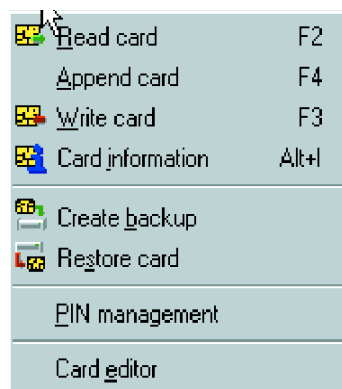 Read card F2
Append card F4
Write card F3
Card information Alt+I
Create backup
Restore card
PIN management
Card editor